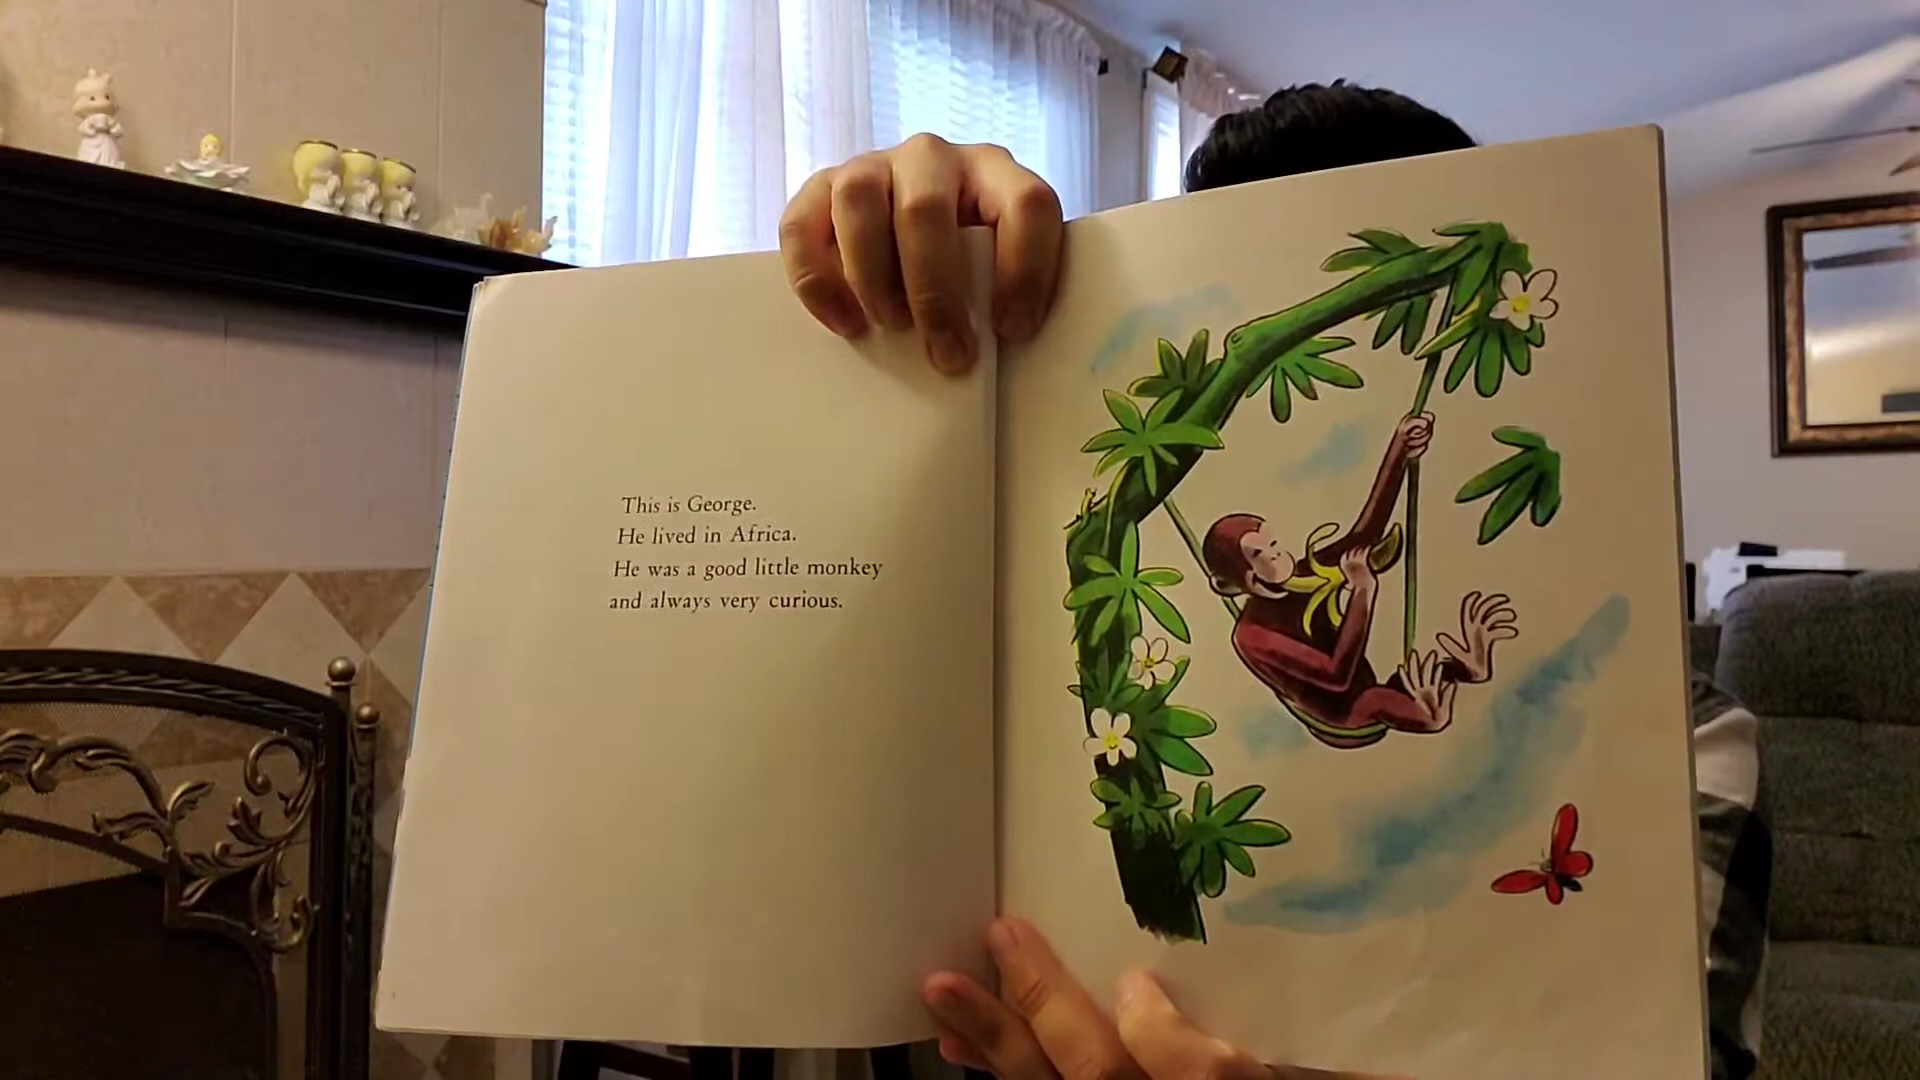 This is George.
He lived in Africa.
He was a good little monkey
and always very curious.